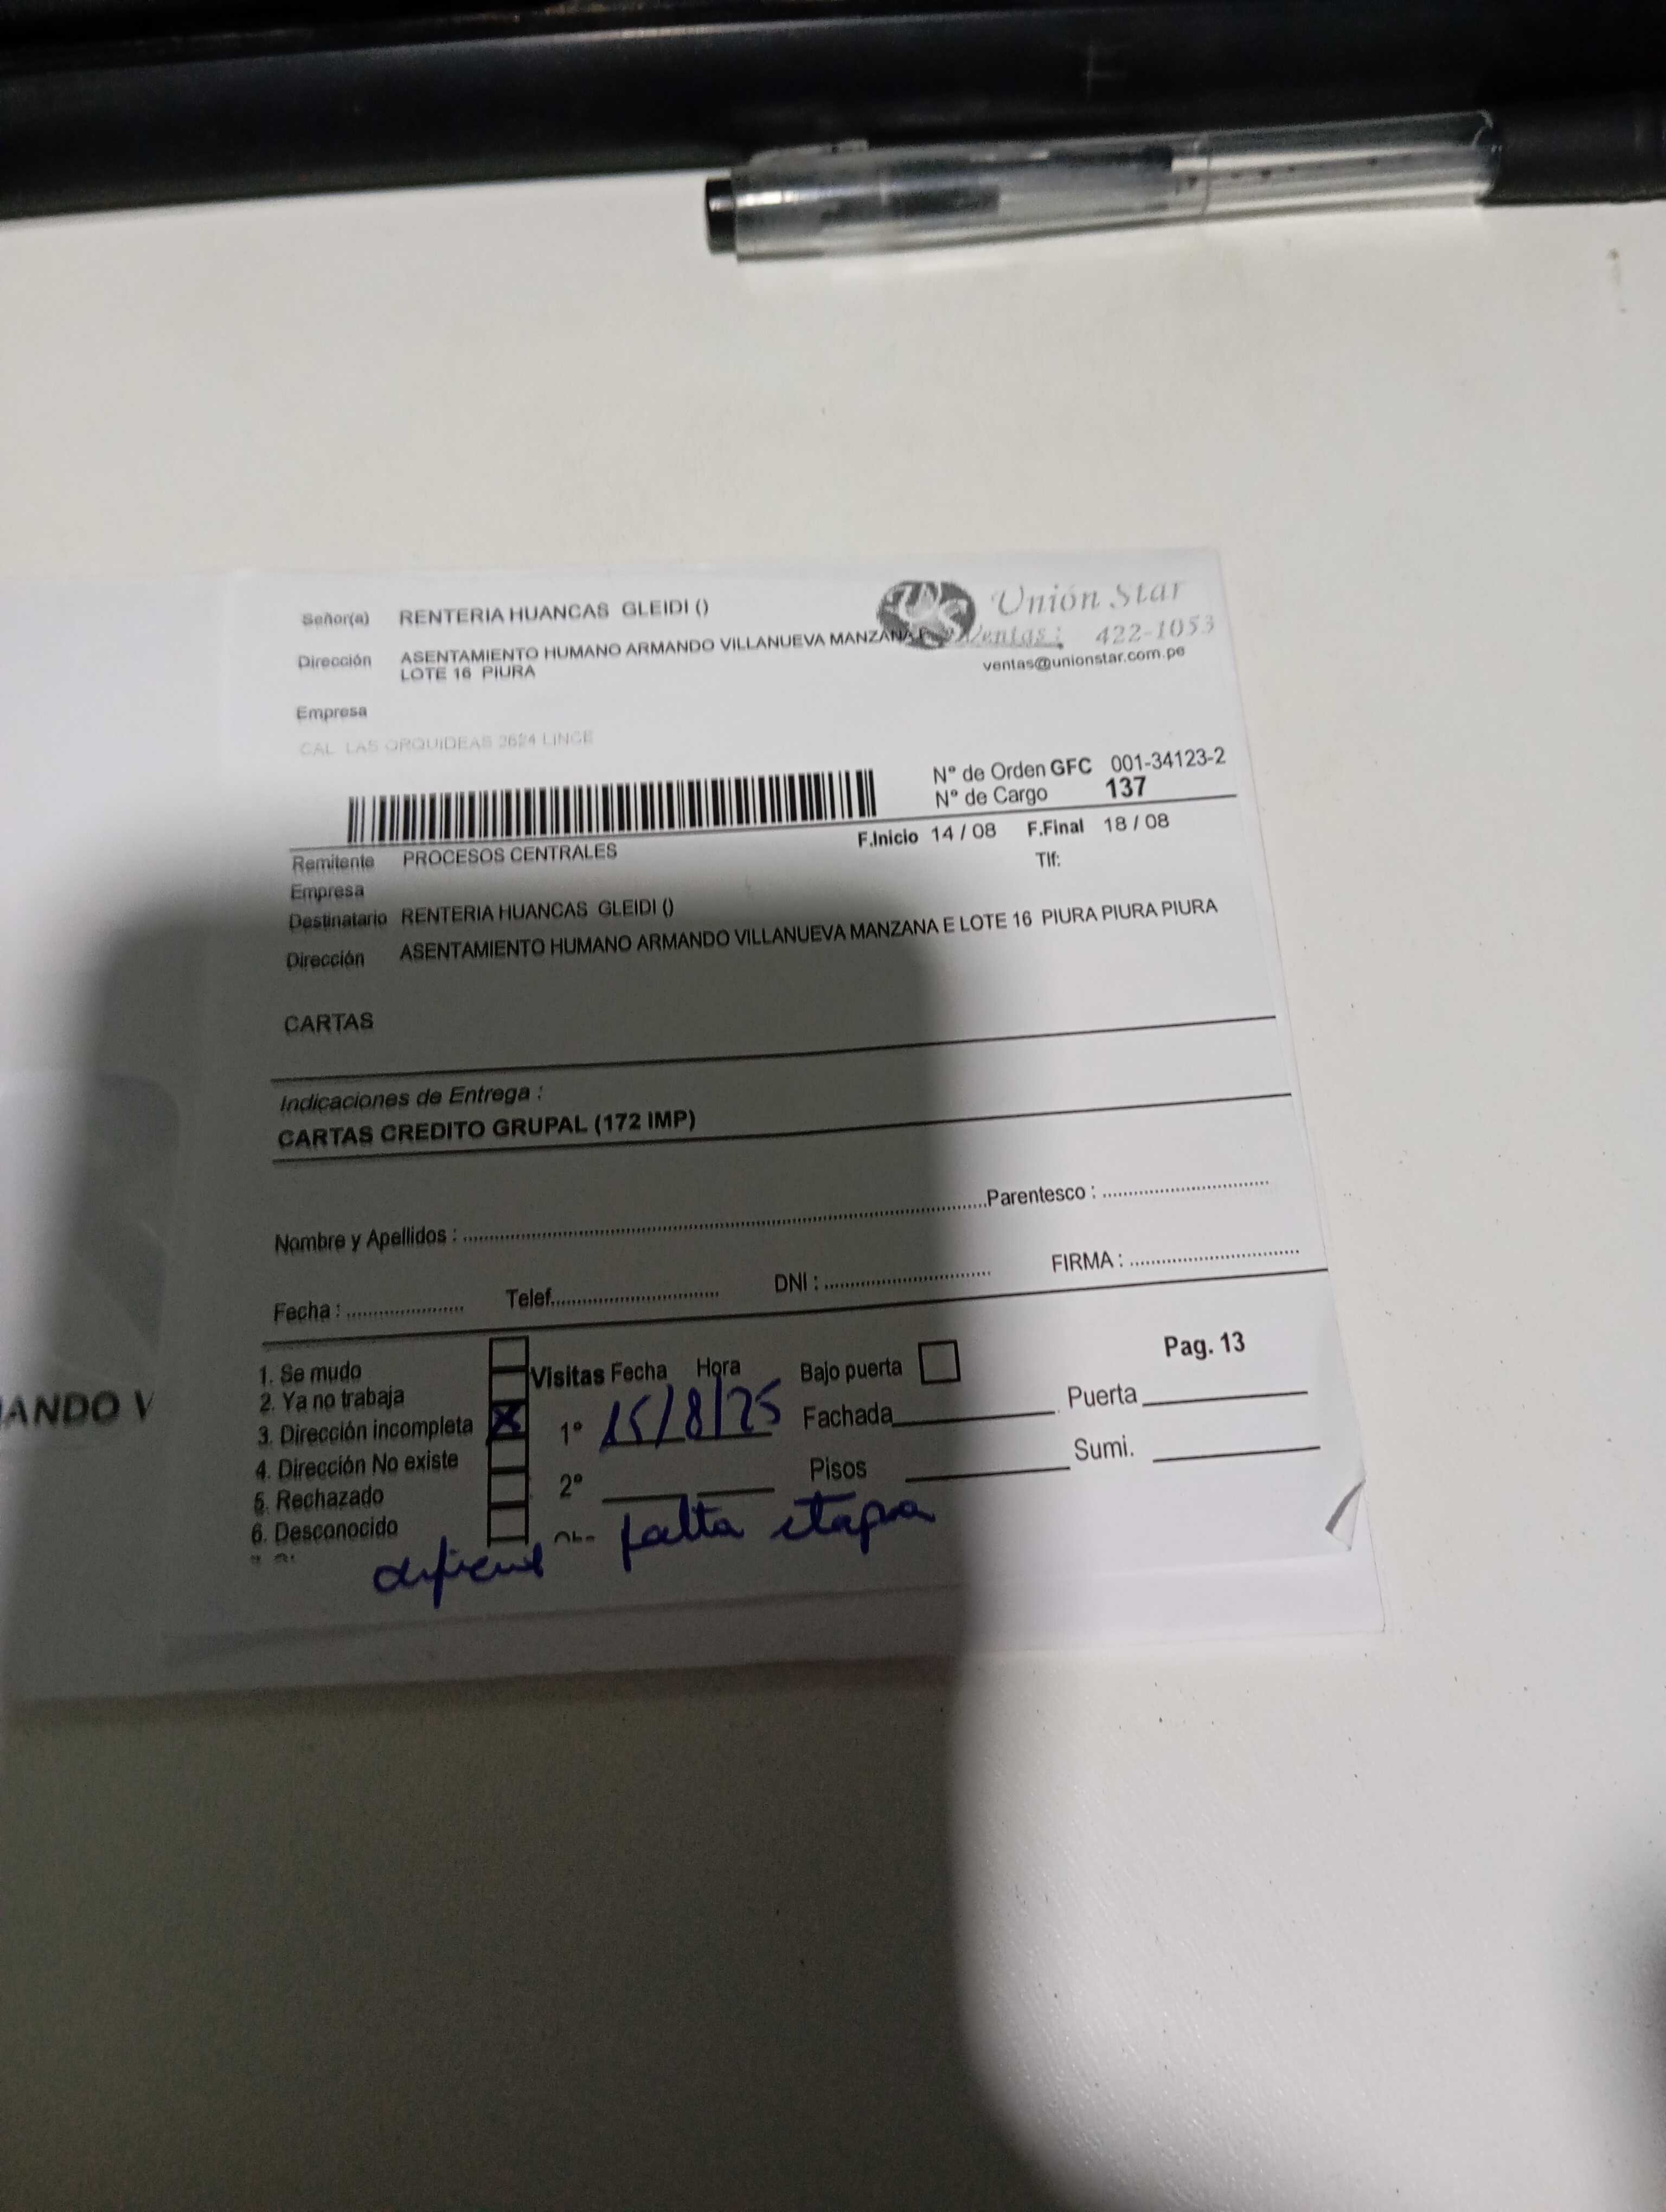 Señor(a) RENTERIA HUANCAS GLEIDI ()
Unión Star
Dirección ASENTAMIENTO HUMANO ARMANDO VILLANUEVA MANZANA
LOTE 16 PIURA
Ventas: 422-1053
ventas@unionstar.com.pe
Empresa
CAL LAS ORQUIDEAS 2624 LINCE
N° de Orden GFC 001-34123-2
N° de Cargo 137
F.Inicio 14 / 08 F.Final 18 / 08
Remitente PROCESOS CENTRALES
Tlf:
Empresa
Destinatario RENTERIA HUANCAS GLEIDI ()
Dirección ASENTAMIENTO HUMANO ARMANDO VILLANUEVA MANZANA E LOTE 16 PIURA PIURA PIURA
CARTAS
Indicaciones de Entrega :
CARTAS CREDITO GRUPAL (172 IMP)
Nombre y Apellidos : Parentesco :
Fecha : Telef. DNI : FIRMA :
Pag. 13
1. Se mudo
Visitas Fecha Hora Bajo puerta
2. Ya no trabaja
3. Dirección incompleta X
1° 15/8/25 Fachada Puerta
4. Dirección No existe
2° Pisos Sumi.
5. Rechazado
6. Desconocido
falta etapa
ANDO V